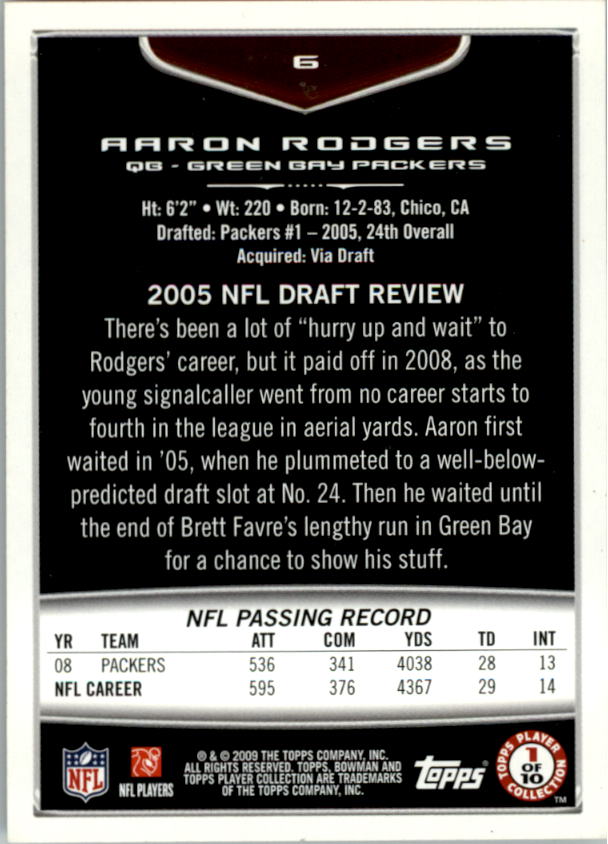 6
AARON RODGERS
QB - GREEN BAY PACKERS
Ht: 6'2" • Wt: 220 • Born: 12-2-83, Chico, CA
Drafted: Packers #1 – 2005, 24th Overall
Acquired: Via Draft
2005 NFL DRAFT REVIEW
There's been a lot of "hurry up and wait" to
Rodgers' career, but it paid off in 2008, as the
young signalcaller went from no career starts to
fourth in the league in aerial yards. Aaron first
waited in '05, when he plummeted to a well-below-
predicted draft slot at No. 24. Then he waited until
the end of Brett Favre's lengthy run in Green Bay
for a chance to show his stuff.
NFL PASSING RECORD
YR TEAM ATT COM YDS TD INT
08 PACKERS 536 341 4038 28 13
NFL CAREER 595 376 4367 29 14
NFL
NFL PLAYERS
® & © 2009 THE TOPPS COMPANY, INC.
ALL RIGHTS RESERVED. TOPPS, BOWMAN AND
TOPPS PLAYER COLLECTION ARE TRADEMARKS
OF THE TOPPS COMPANY, INC.
Topps®
TOPPS PLAYER
1
OF
10
COLLECTION
TM